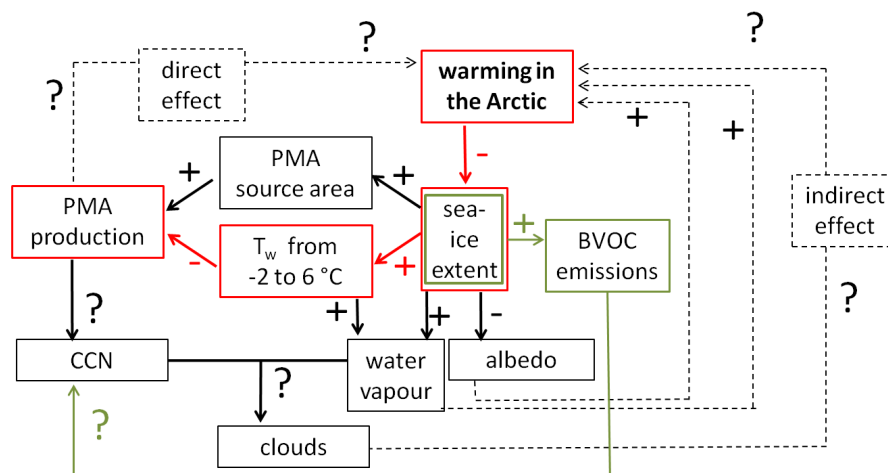 ?
?
?
direct
effect
warming in
the Arctic
+
+
-
+
PMA
source area
+
PMA
production
sea-
ice
extent
+
indirect
effect
BVOC
emissions
T_w from
-2 to 6 °C
-
+
?
?
+
+
-
CCN
water
vapour
albedo
?
?
clouds